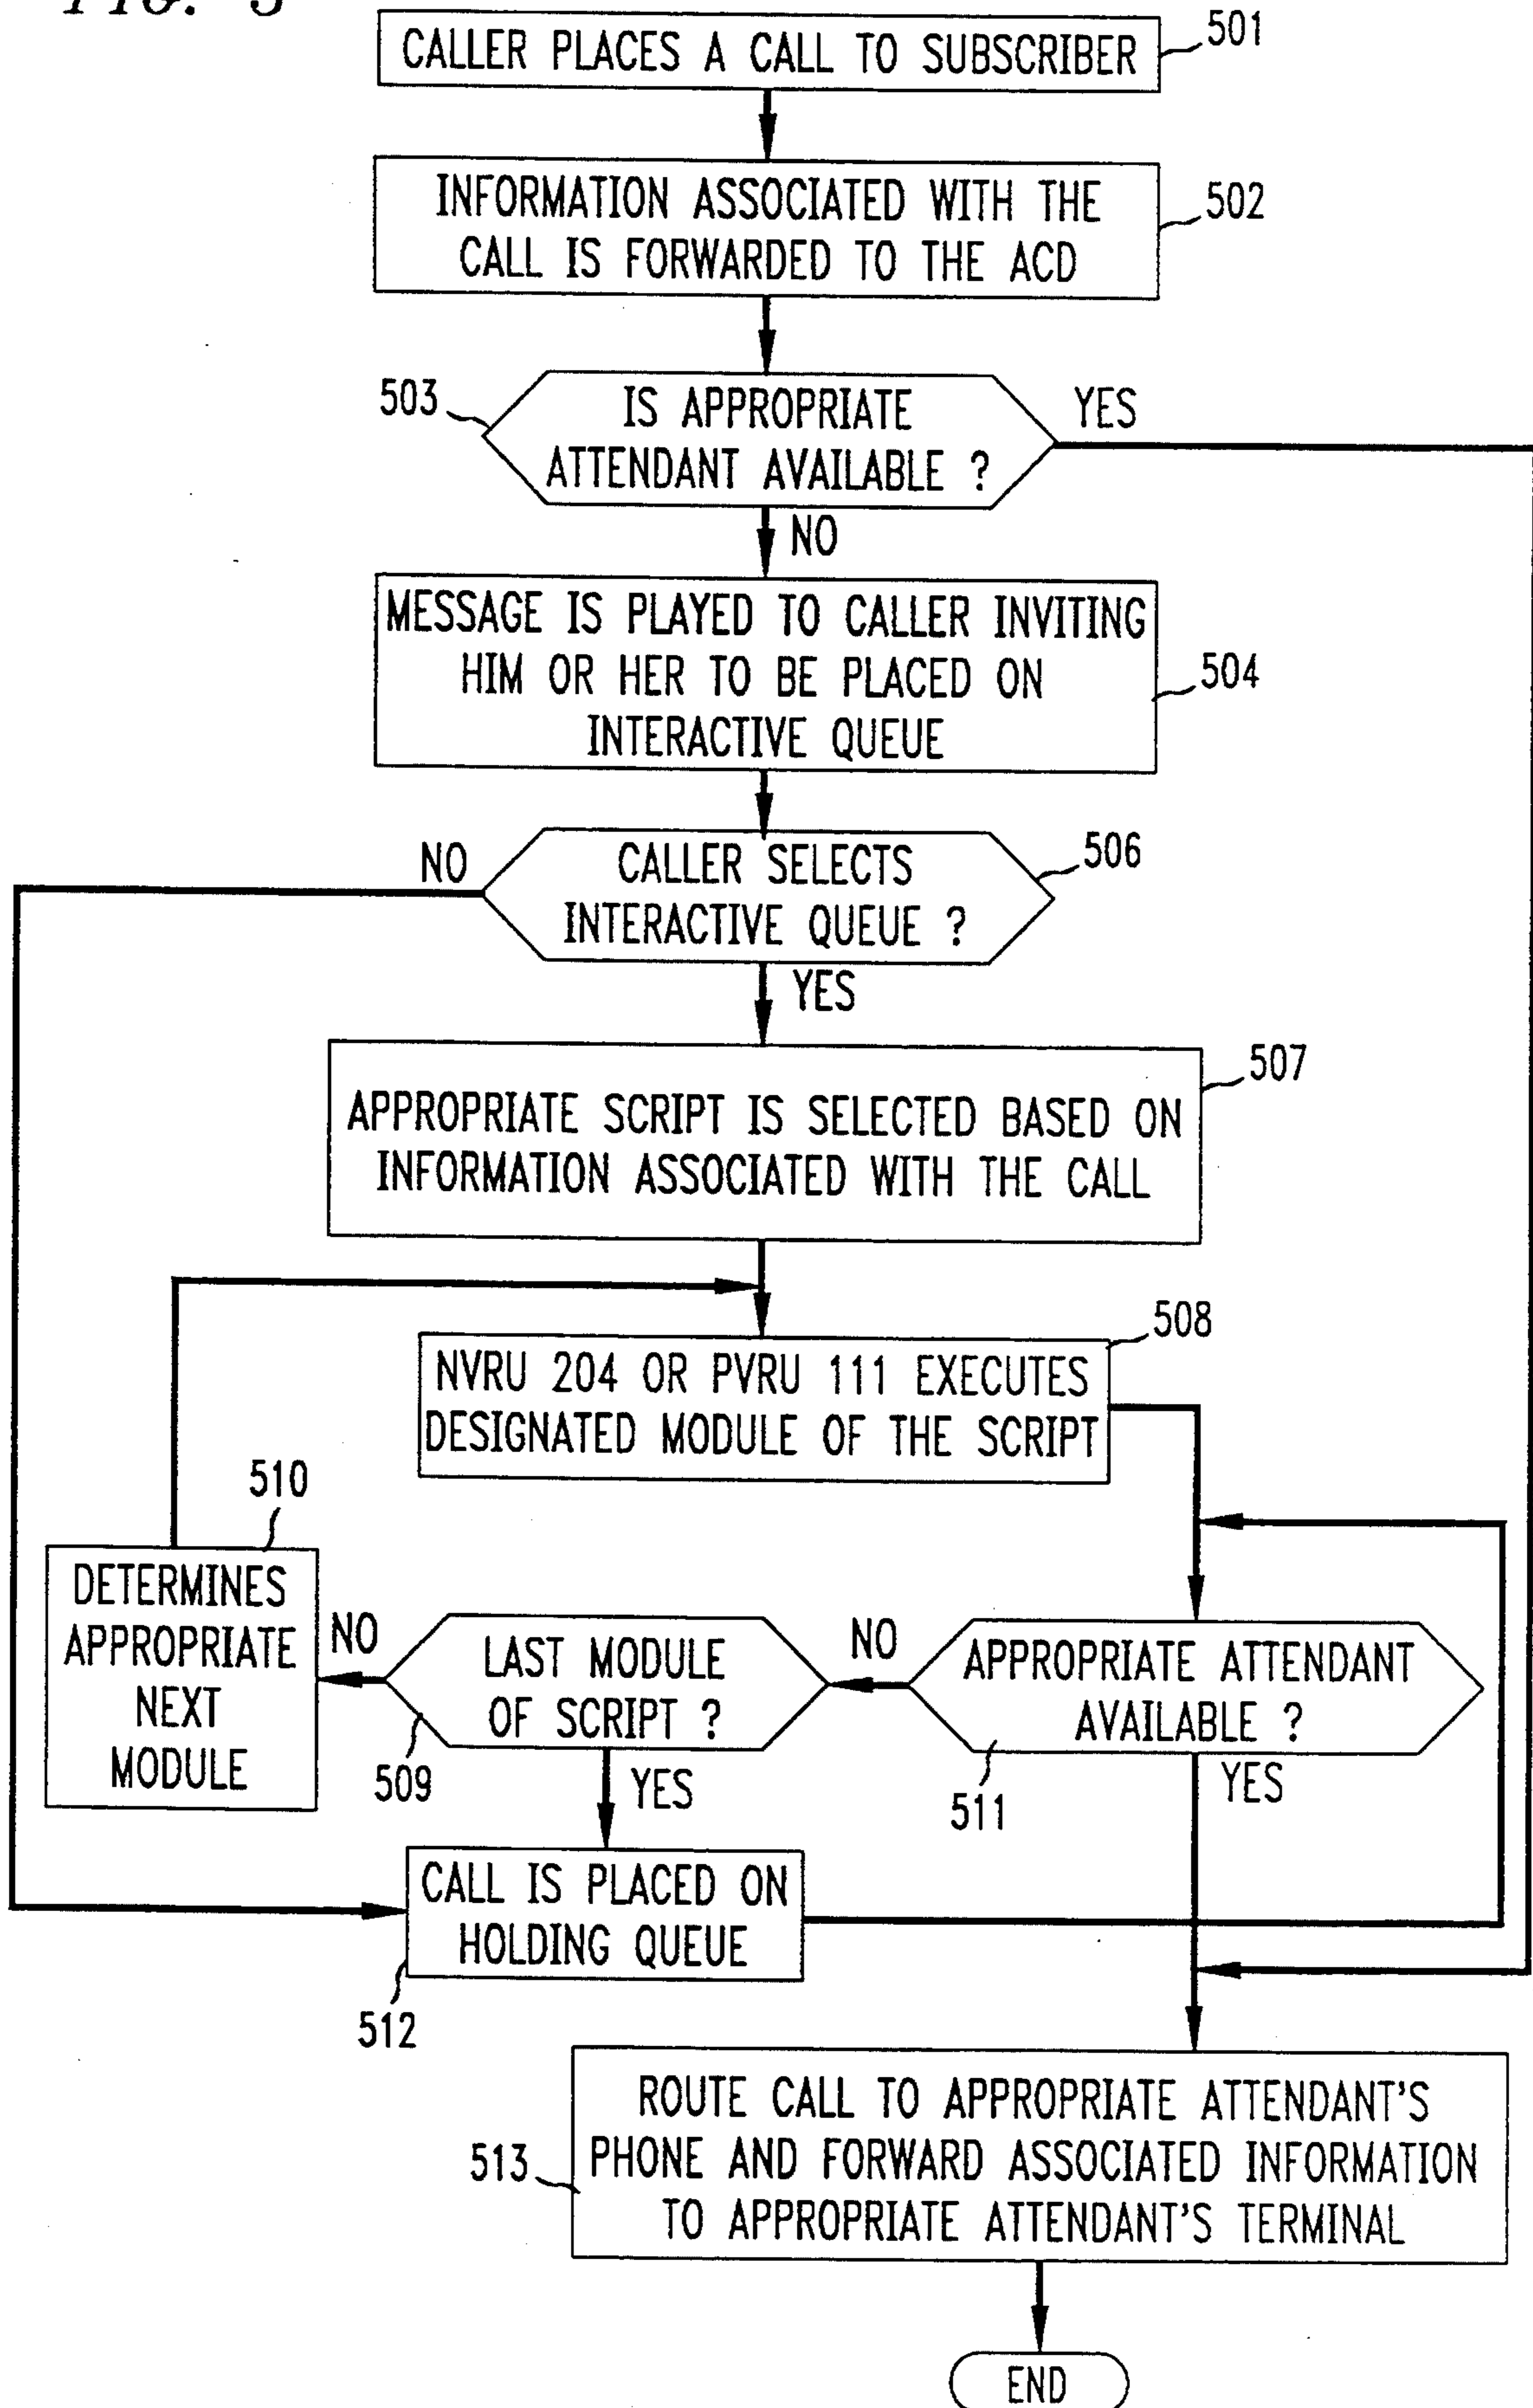 CALLER PLACES A CALL TO SUBSCRIBER
501
INFORMATION ASSOCIATED WITH THE
CALL IS FORWARDED TO THE ACD
502
503
IS APPROPRIATE
ATTENDANT AVAILABLE ?
YES
NO
MESSAGE IS PLAYED TO CALLER INVITING
HIM OR HER TO BE PLACED ON
INTERACTIVE QUEUE
504
NO
CALLER SELECTS
INTERACTIVE QUEUE ?
506
YES
507
APPROPRIATE SCRIPT IS SELECTED BASED ON
INFORMATION ASSOCIATED WITH THE CALL
508
NVRU 204 OR PVRU 111 EXECUTES
DESIGNATED MODULE OF THE SCRIPT
510
DETERMINES
APPROPRIATE
NEXT
MODULE
NO
LAST MODULE
OF SCRIPT ?
509
YES
NO
APPROPRIATE ATTENDANT
AVAILABLE ?
511
YES
CALL IS PLACED ON
HOLDING QUEUE
512
ROUTE CALL TO APPROPRIATE ATTENDANT'S
PHONE AND FORWARD ASSOCIATED INFORMATION
TO APPROPRIATE ATTENDANT'S TERMINAL
513
END